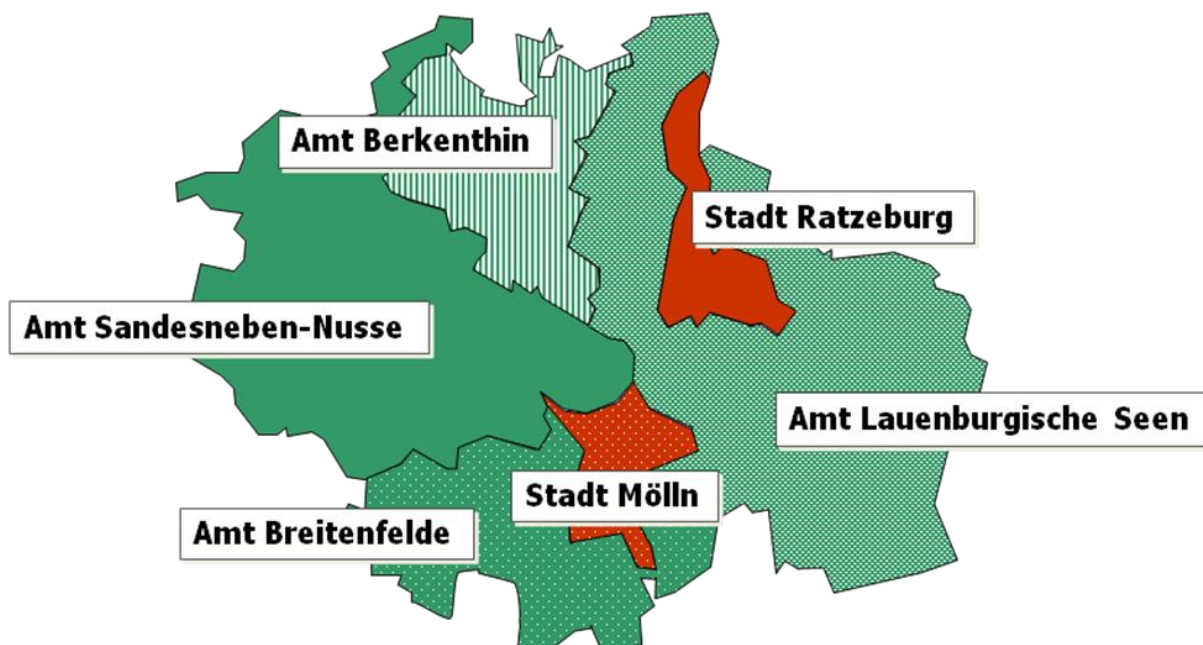 Amt Berkenthin
Stadt Ratzeburg
Amt Sandesneben-Nusse
Amt Lauenburgische Seen
Stadt Mölln
Amt Breitenfelde